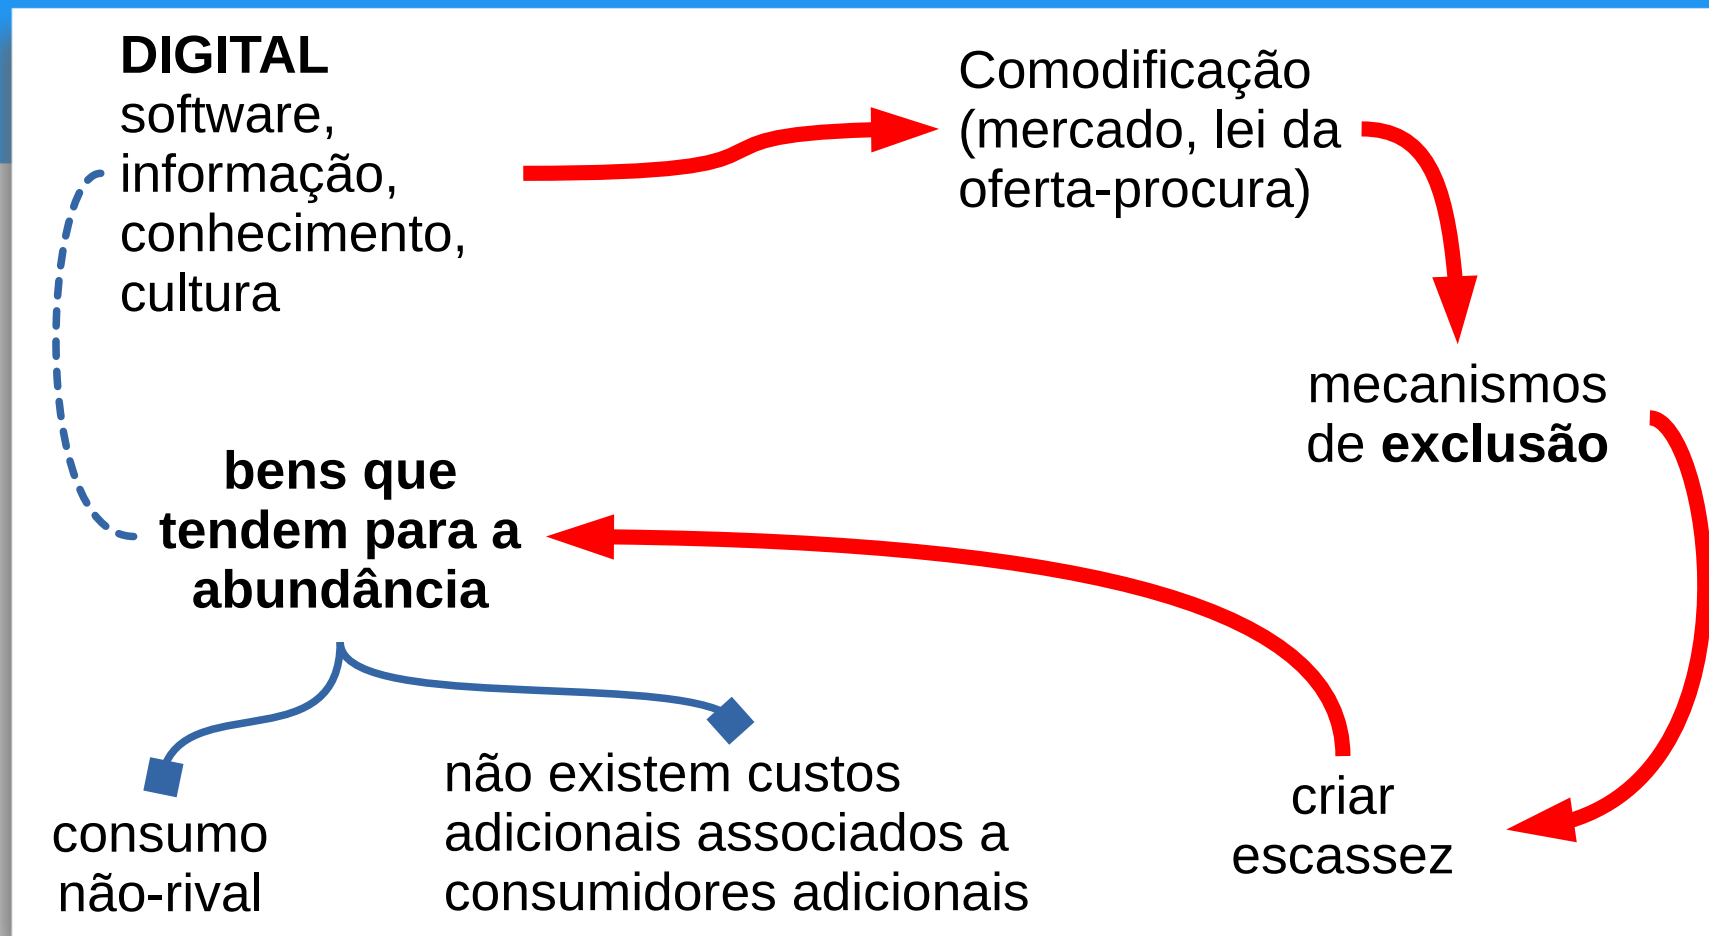 DIGITAL
software,
informação,
conhecimento,
cultura
Comodificação
(mercado, lei da
oferta-procura)
mecanismos
de exclusão
criar
escassez
bens que
tendem para a
abundância
consumo
não-rival
não existem custos
adicionais associados a
consumidores adicionais